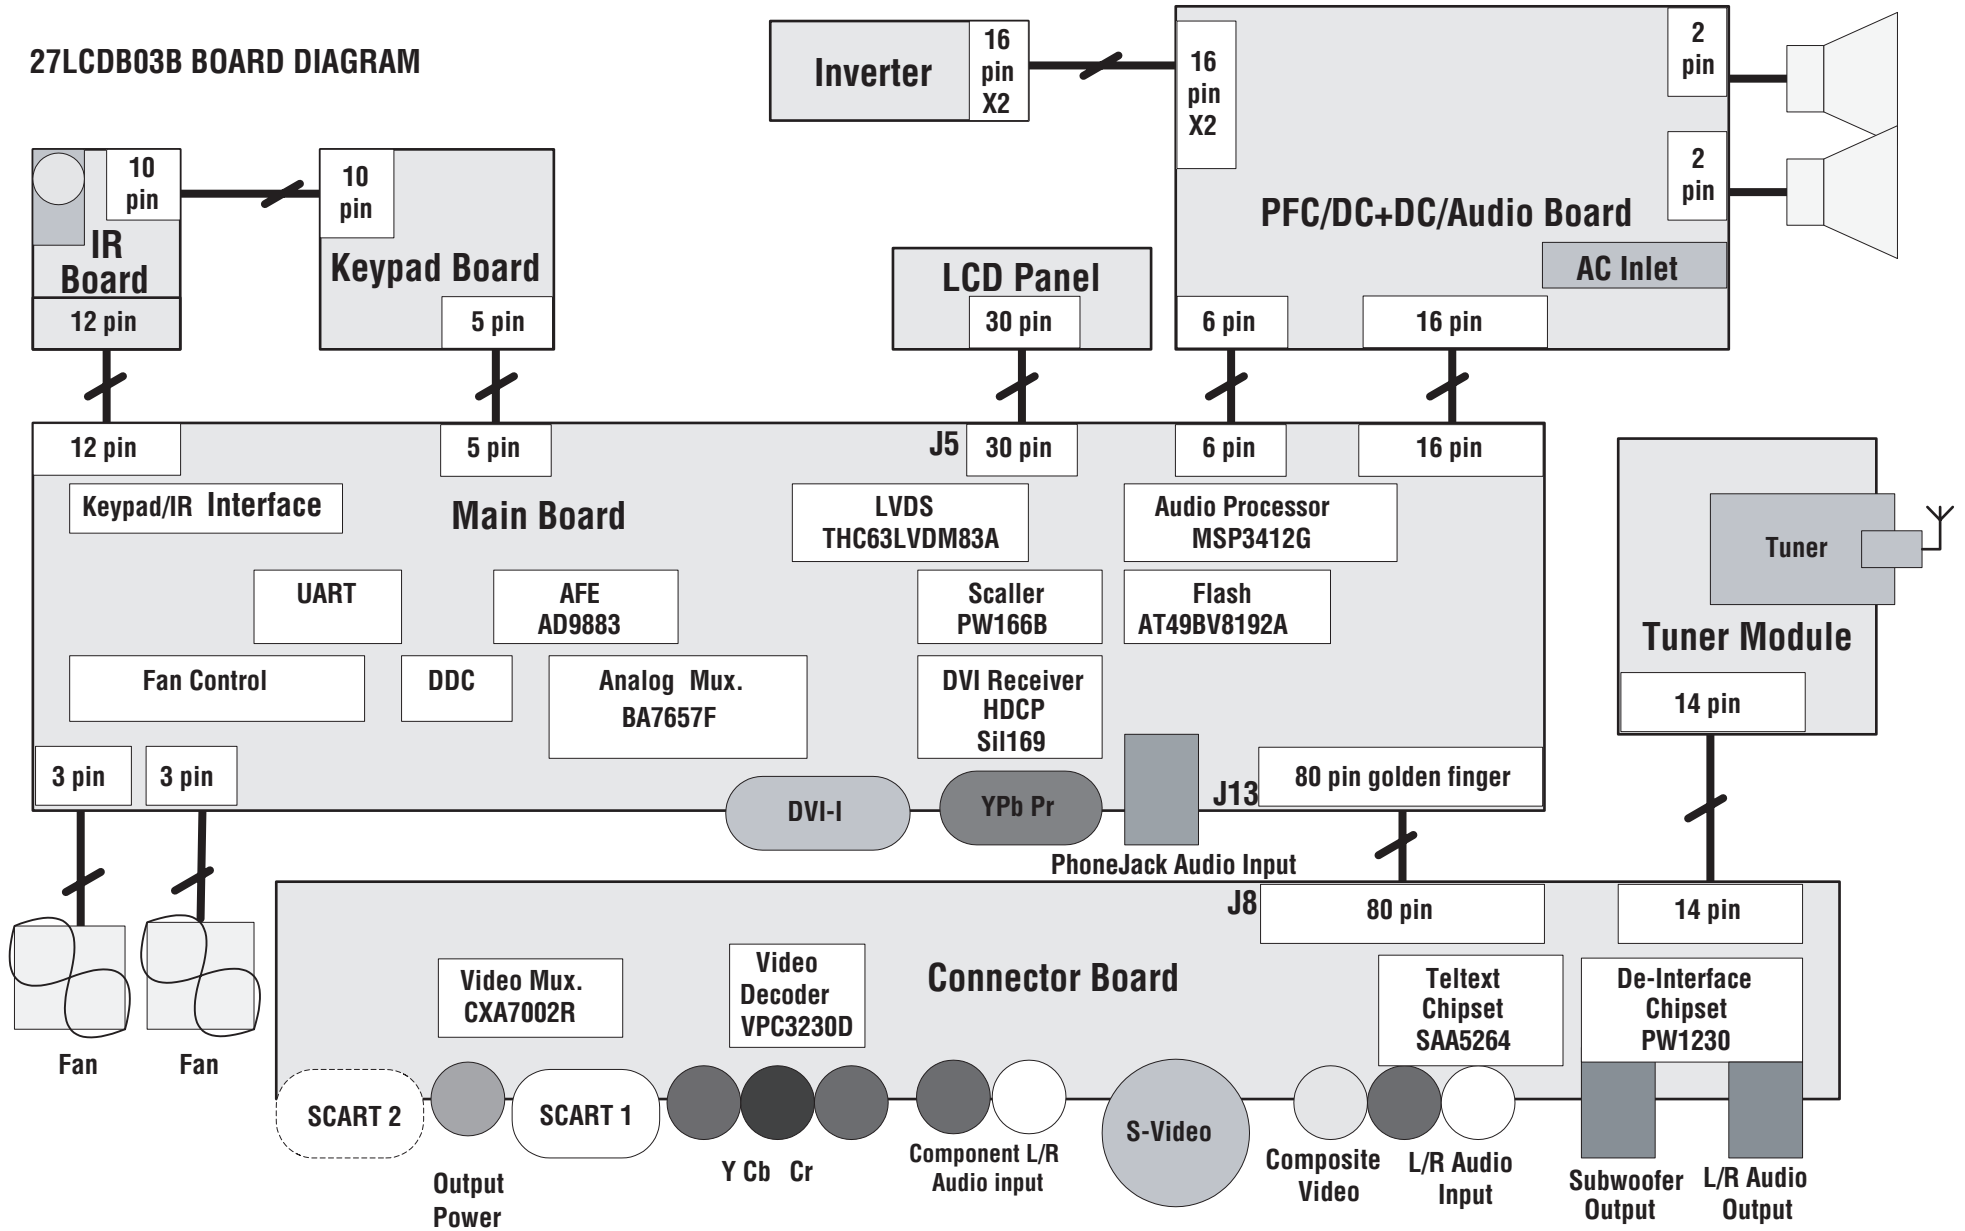 27LCDB03B BOARD DIAGRAM
Inverter
16
pin
X2
16
pin
X2
2
pin
2
pin
PFC/DC+DC/Audio Board
AC Inlet
6 pin
16 pin
10
pin
IR
Board
12 pin
10
pin
Keypad Board
5 pin
LCD Panel
30 pin
12 pin
5 pin
J5
30 pin
6 pin
16 pin
Keypad/IR Interface
Main Board
LVDS
THC63LVDM83A
Audio Processor
MSP3412G
UART
AFE
AD9883
Scaller
PW166B
Flash
AT49BV8192A
Fan Control
DDC
Analog Mux.
BA7657F
DVI Receiver
HDCP
Sil169
3 pin
3 pin
DVI-I
YPb Pr
J13
80 pin golden finger
PhoneJack Audio Input
Tuner
Tuner Module
14 pin
J8
80 pin
14 pin
Fan
Fan
Connector Board
Video Mux.
CXA7002R
Video
Decoder
VPC3230D
Teltext
Chipset
SAA5264
De-Interface
Chipset
PW1230
SCART 2
Output
Power
SCART 1
Y Cb Cr
Component L/R
Audio input
S-Video
Composite
Video
L/R Audio
Input
Subwoofer
Output
L/R Audio
Output